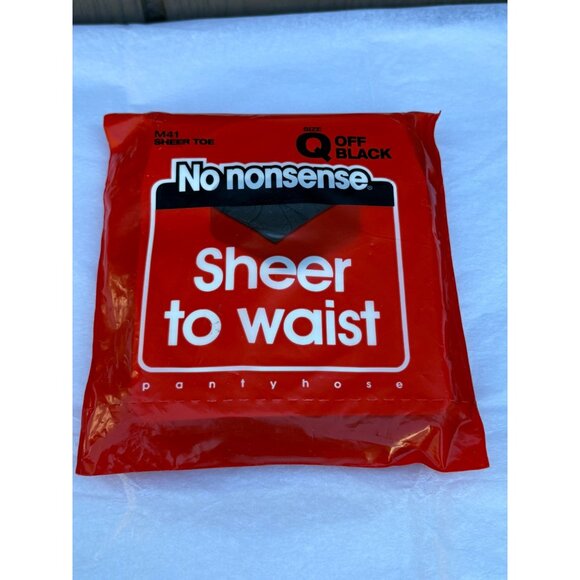 M41
SHEER TOE
SIZE
Q
OFF
BLACK
No nonsense®
Sheer
to waist
pantyhose